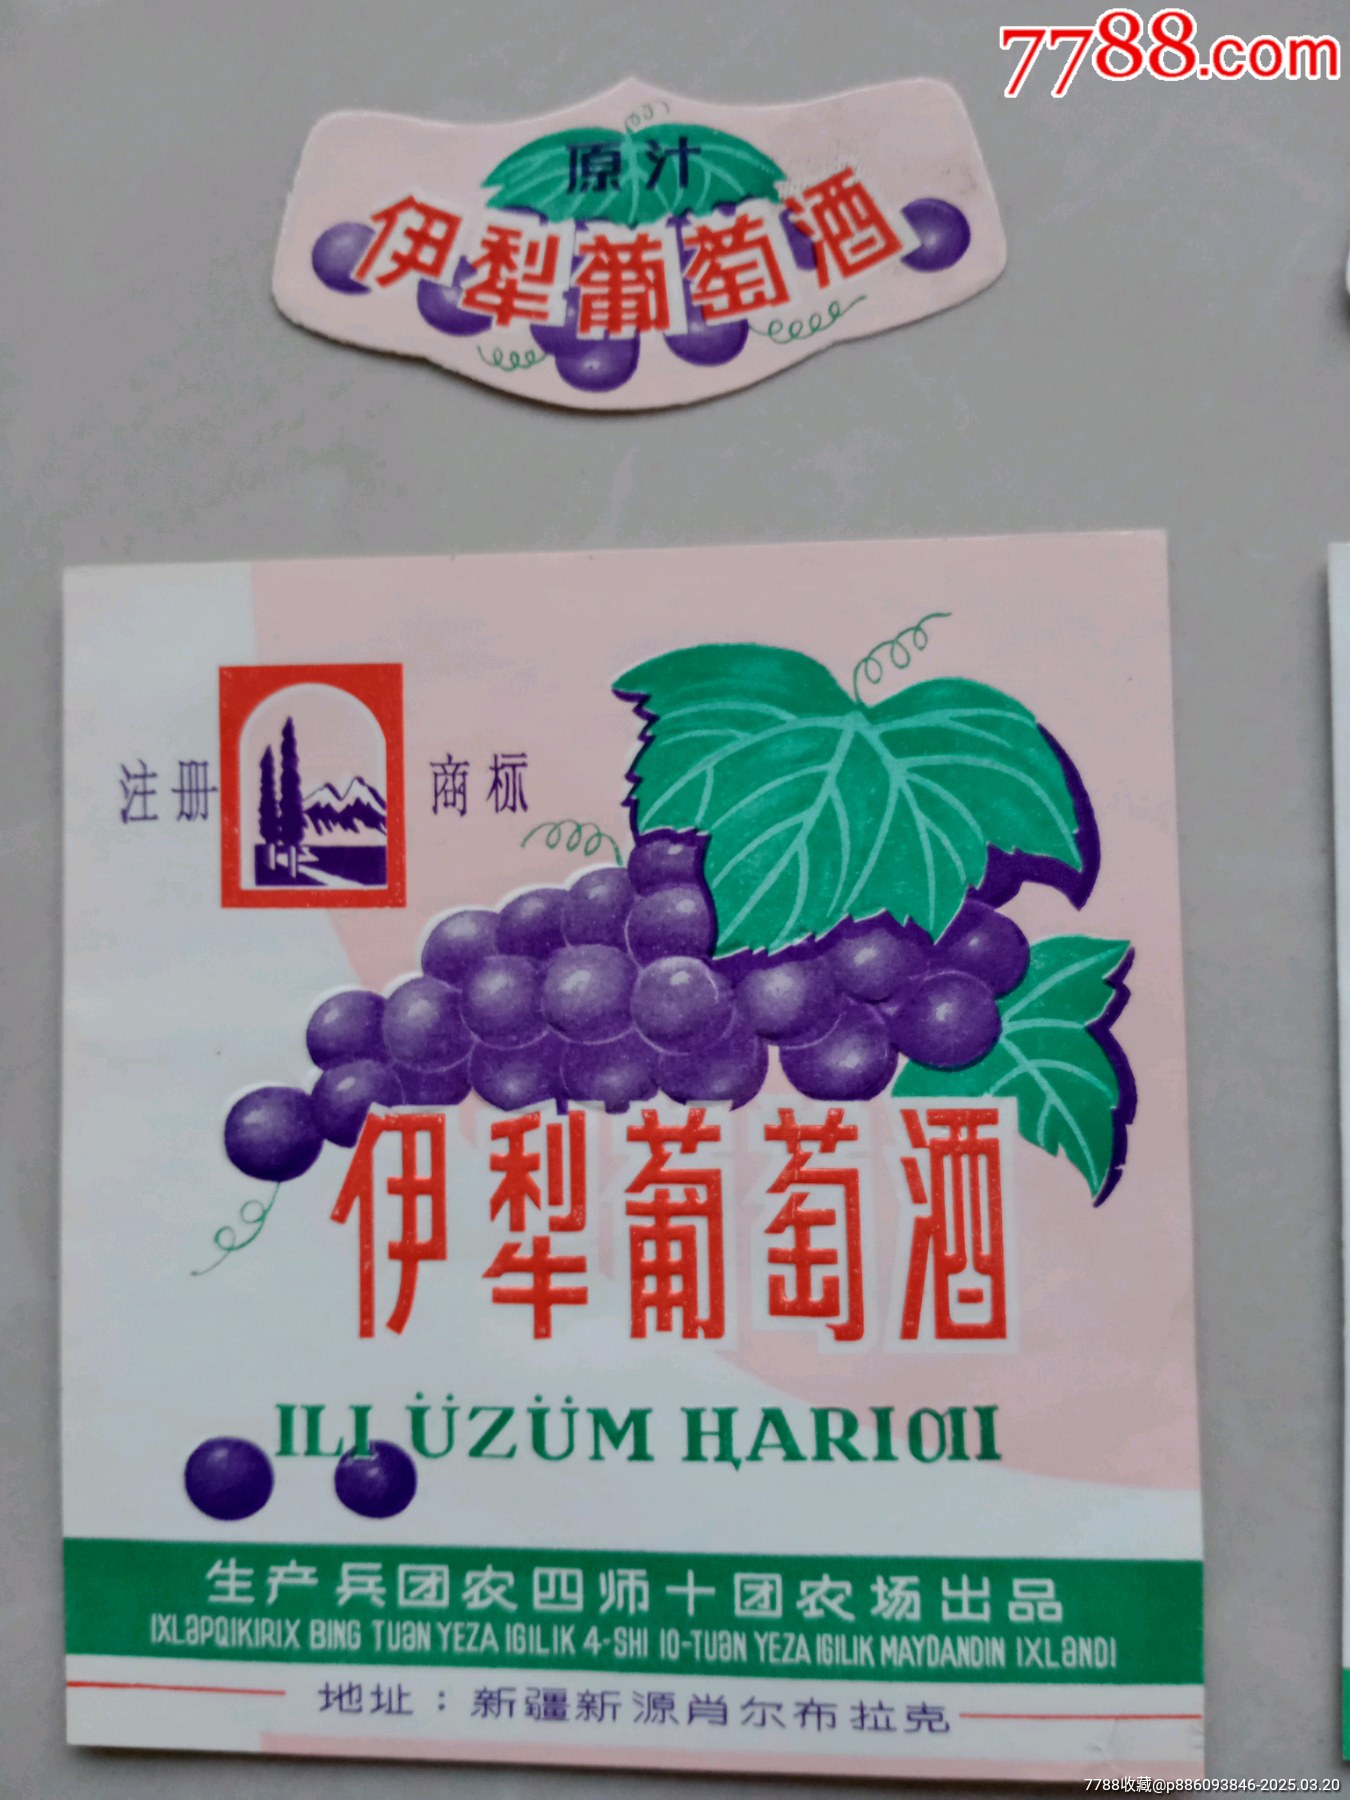 7788.com
原汁
伊犁葡萄酒
注册 商标
伊犁葡萄酒
ILI ÜZÜM ⱨARIƢI
生产兵团农四师十团农场出品
IXLƏPQIKIRIX BING TUƏN YEZA IGILIK 4-SHI 10-TUƏN YEZA IGILIK MAYDANDIN IXLƏNDI
地址：新疆新源肖尔布拉克
7788收藏@p886093846-2025.03.20